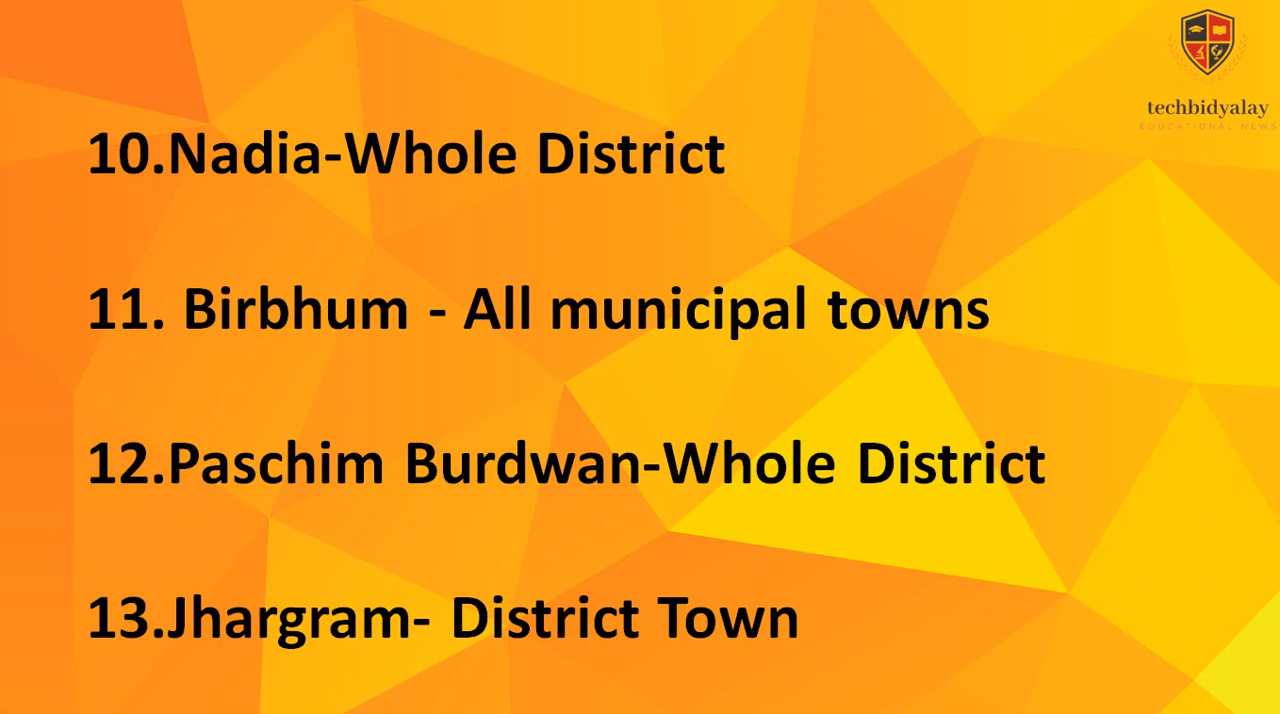 techbidyalay
EDUCATIONAL NEWS
10.Nadia-Whole District
11. Birbhum - All municipal towns
12.Paschim Burdwan-Whole District
13.Jhargram- District Town